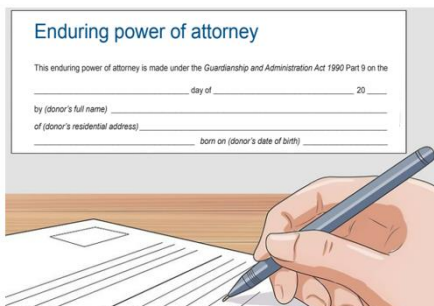 Enduring power of attorney
This enduring power of attorney is made under the Guardianship and Administration Act 1990 Part 9 on the
day of 20
by (donor's full name)
of (donor's residential address)
born on (donor's date of birth)